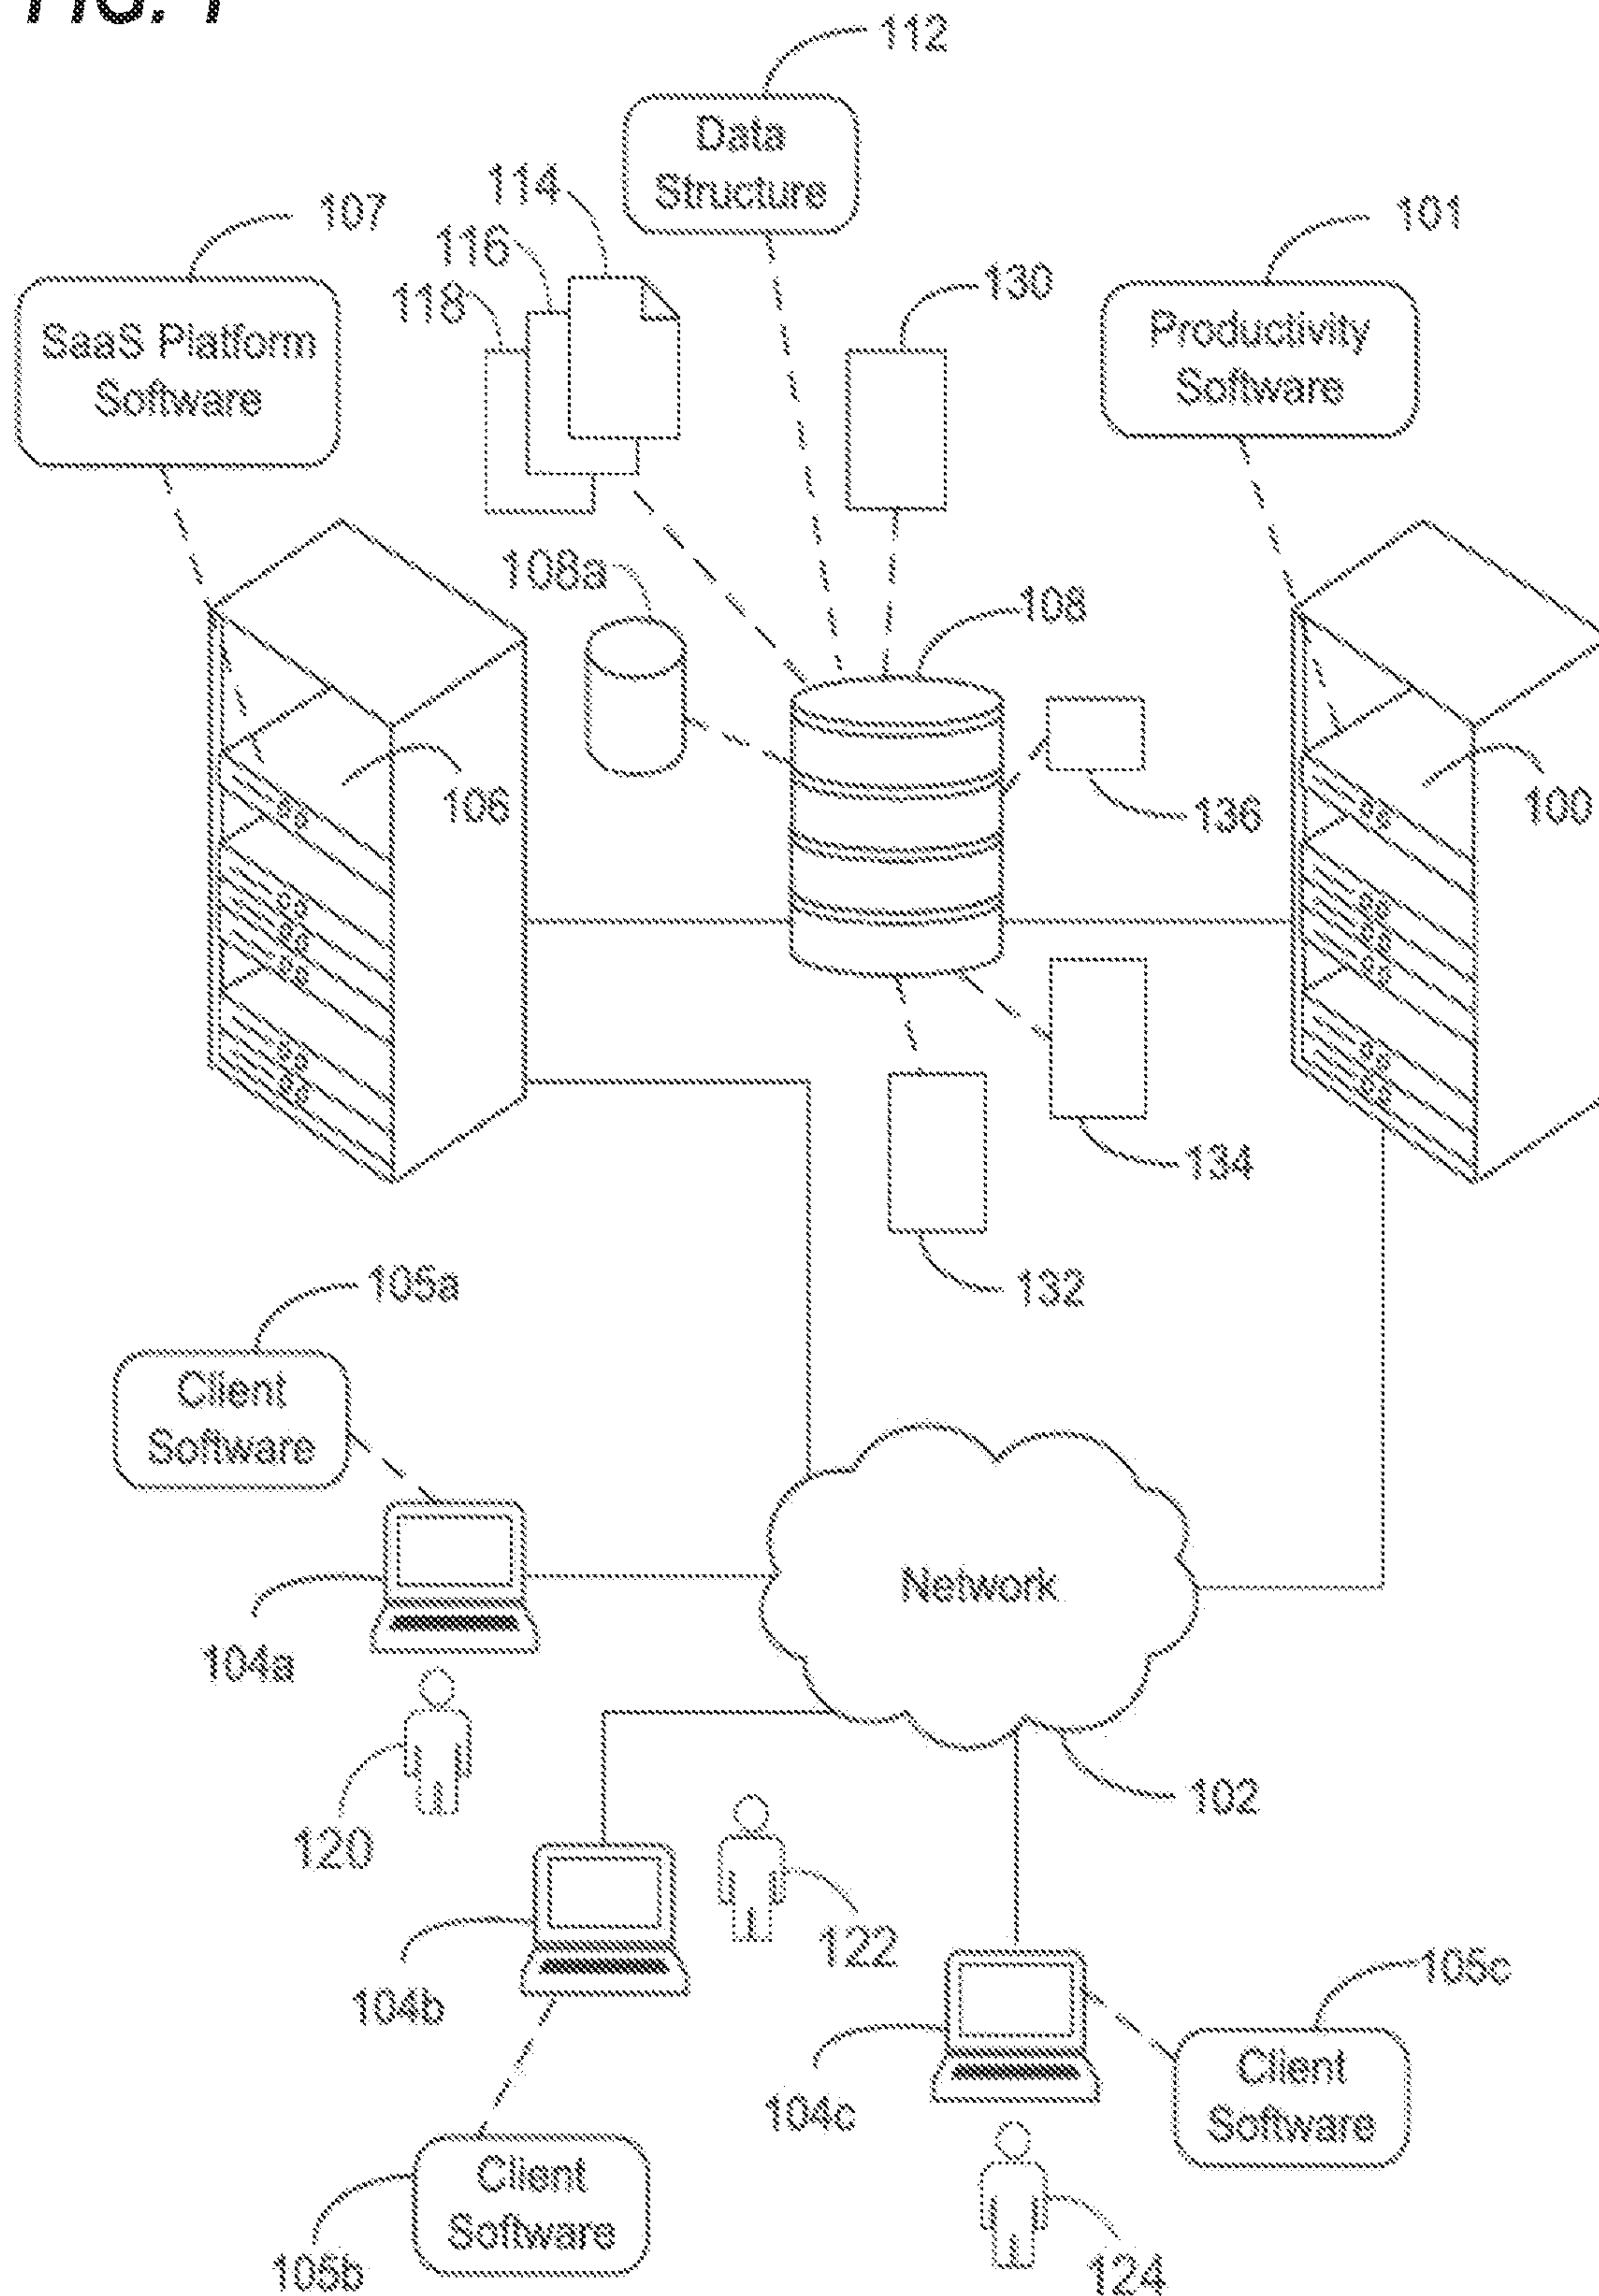 FIG. 1
112
Data
Structure
114
107
116
101
118
130
SaaS Platform
Software
Productivity
Software
108a
108
106
136
100
134
132
105a
Client
Software
Network
104a
102
120
122
105c
104b
104c
Client
Software
Client
Software
105b
124